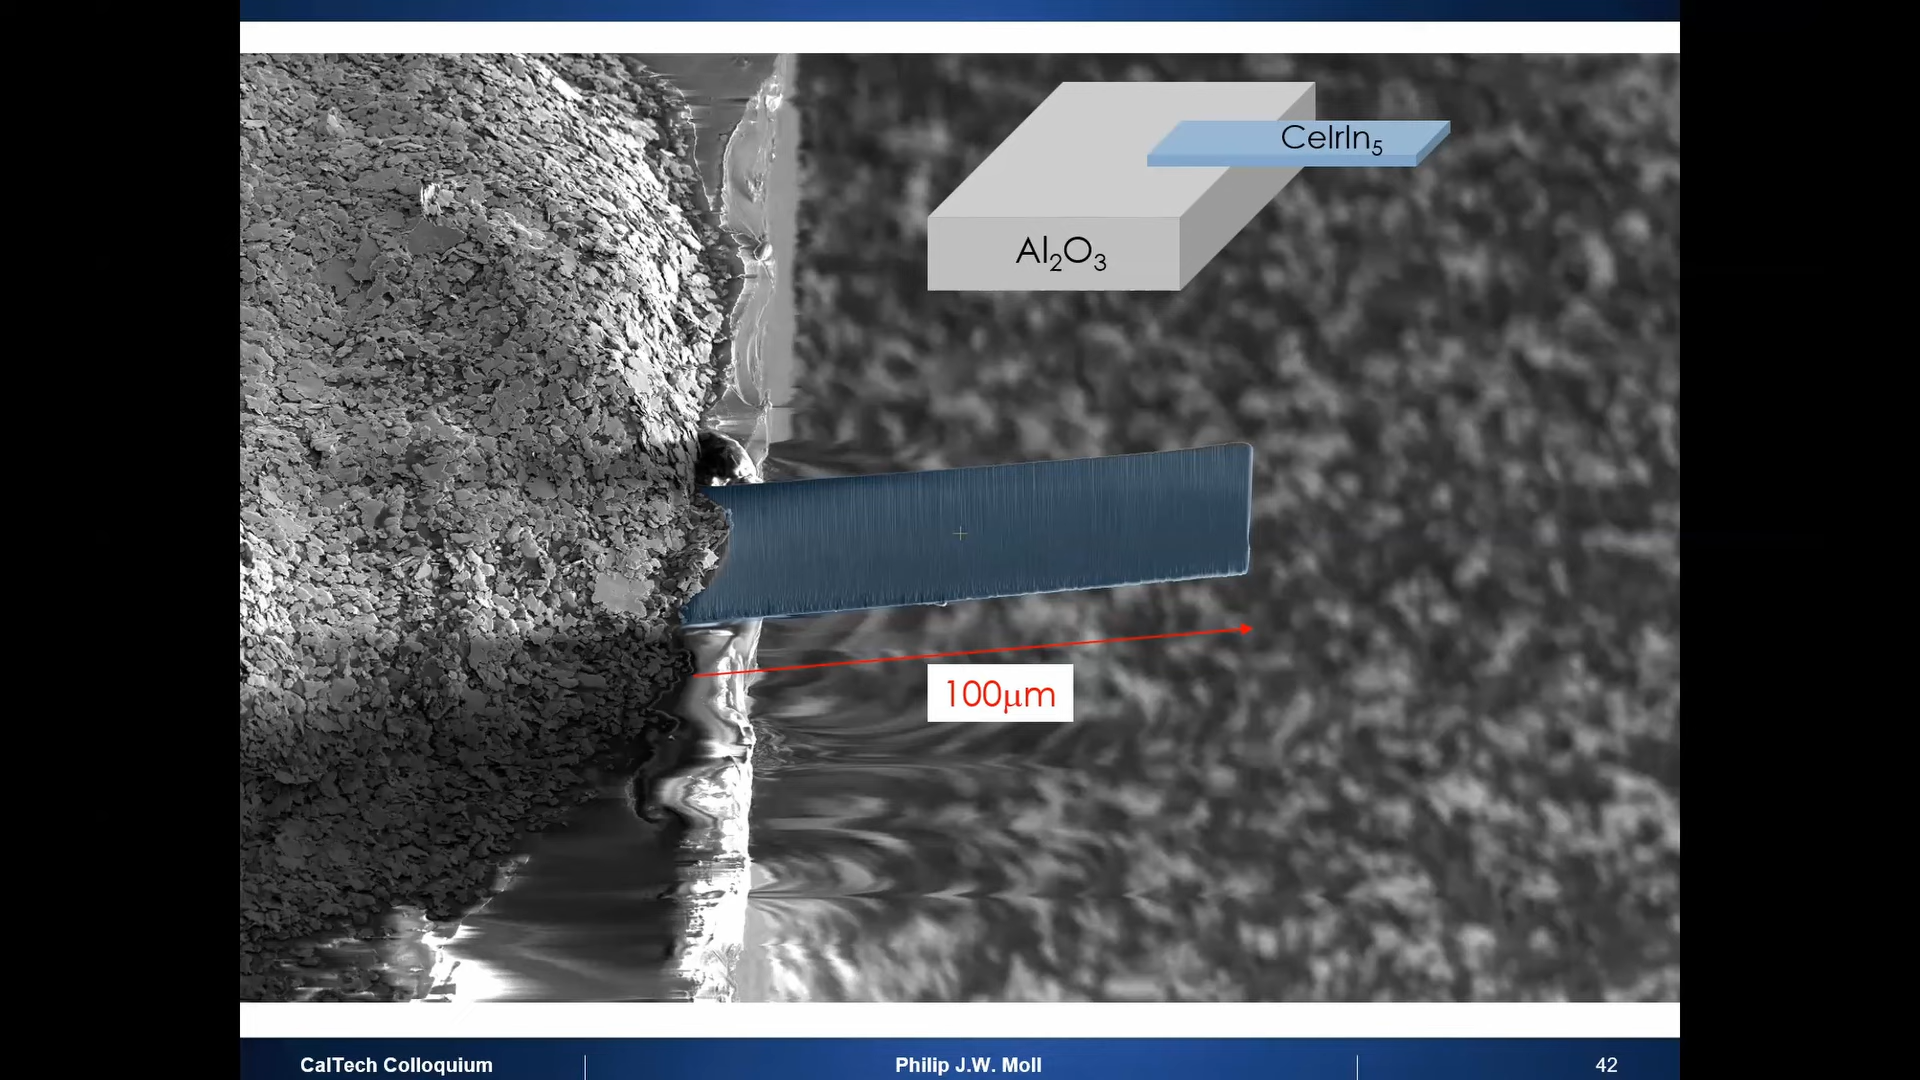 CeIrIn₅
Al₂O₃
100μm
CalTech Colloquium
Philip J.W. Moll
42